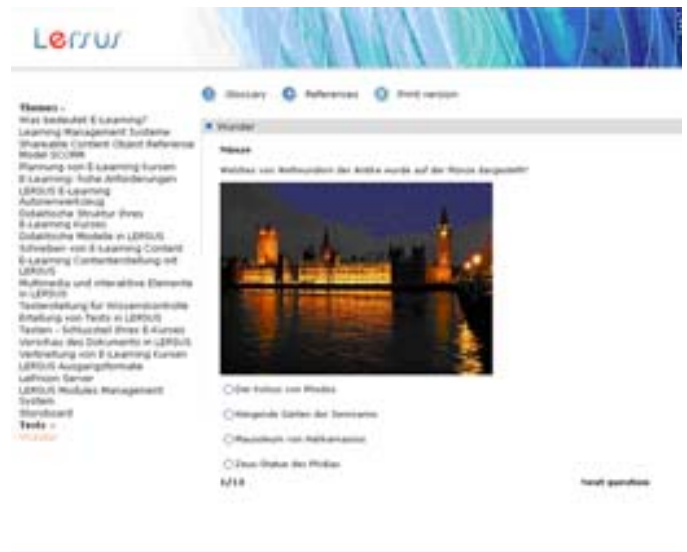 Lersus
Glossary References Print version
Themes -
Was bedeutet E-Learning?
Learning Management Systeme
Shareable Content Object Reference
Model SCORM
Plannung von E-Learning Kursen
E-Learning: hohe Anforderungen
LERSUS E-Learning
Autorenwerkzeug
Didaktische Struktur Ihres
E-Learning Kurses
Didaktische Modelle in LERSUS
Schreiben von E-Learning Content
E-Learning Contenterstellung mit
LERSUS
Multimedia und interaktive Elemente
in LERSUS
Testerstellung für Wissenskontrolle
Erteilung von Tests in LERSUS
Testen - Schlussteil Ihres E-Kurses
Vorschau des Dokuments in LERSUS
Verbreitung von E-Learning Kursen
LERSUS Ausgangsformate
Server
LERSUS Modules Management
System
Storyboard
Tests -
Wunder
Wunder
Münze
Welches von Weltwundern der Antike wurde auf der Münze dargestellt?
Der Koloss von Rhodos
Hängende Gärten der Semiramis
Mausoleum von Halikarnassos
Zeus-Statue des Phidias
1/10 Next question